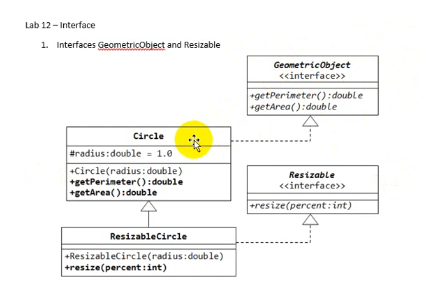 Lab 12 – Interface
1. Interfaces GeometricObject and Resizable
GeometricObject
<<interface>>
+getPerimeter():double
+getArea():double
Circle
#radius:double = 1.0
+Circle(radius:double)
+getPerimeter():double
+getArea():double
Resizable
<<interface>>
+resize(percent:int)
ResizableCircle
+ResizableCircle(radius:double)
+resize(percent:int)